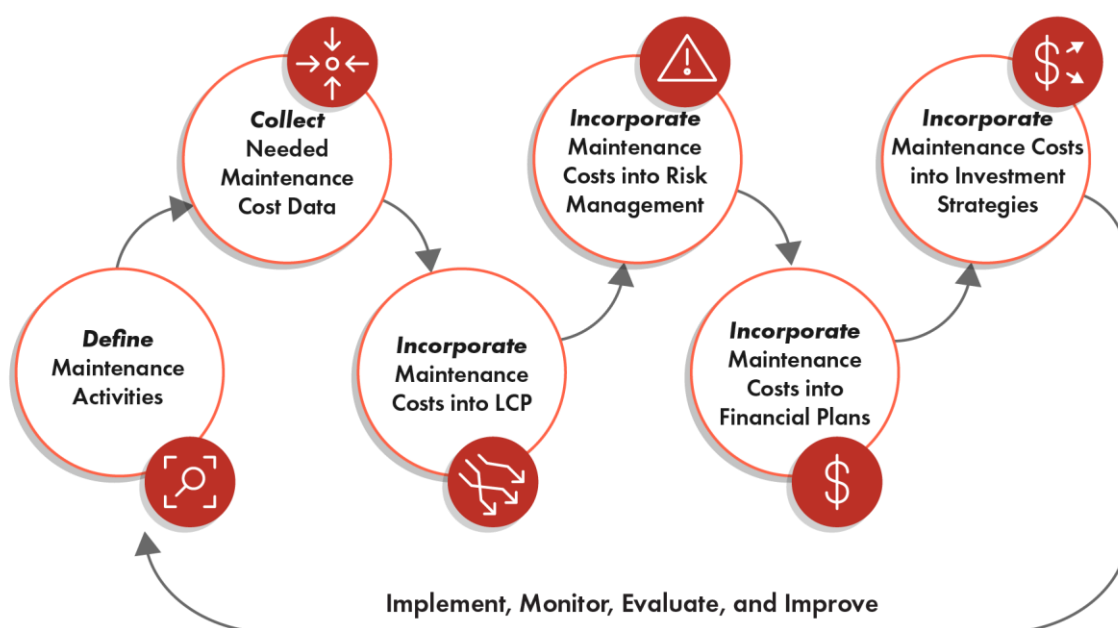 Define
Maintenance
Activities
Collect
Needed
Maintenance
Cost Data
Incorporate
Maintenance
Costs into LCP
Incorporate
Maintenance
Costs into Risk
Management
Incorporate
Maintenance
Costs into
Financial Plans
Incorporate
Maintenance Costs
into Investment
Strategies
Implement, Monitor, Evaluate, and Improve